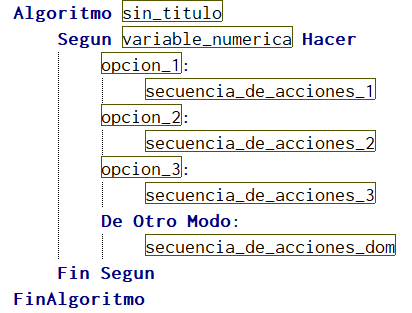 Algoritmo sin_titulo
Segun variable_numerica Hacer
opcion_1:
secuencia_de_acciones_1
opcion_2:
secuencia_de_acciones_2
opcion_3:
secuencia_de_acciones_3
De Otro Modo:
secuencia_de_acciones_dom
Fin Segun
FinAlgoritmo